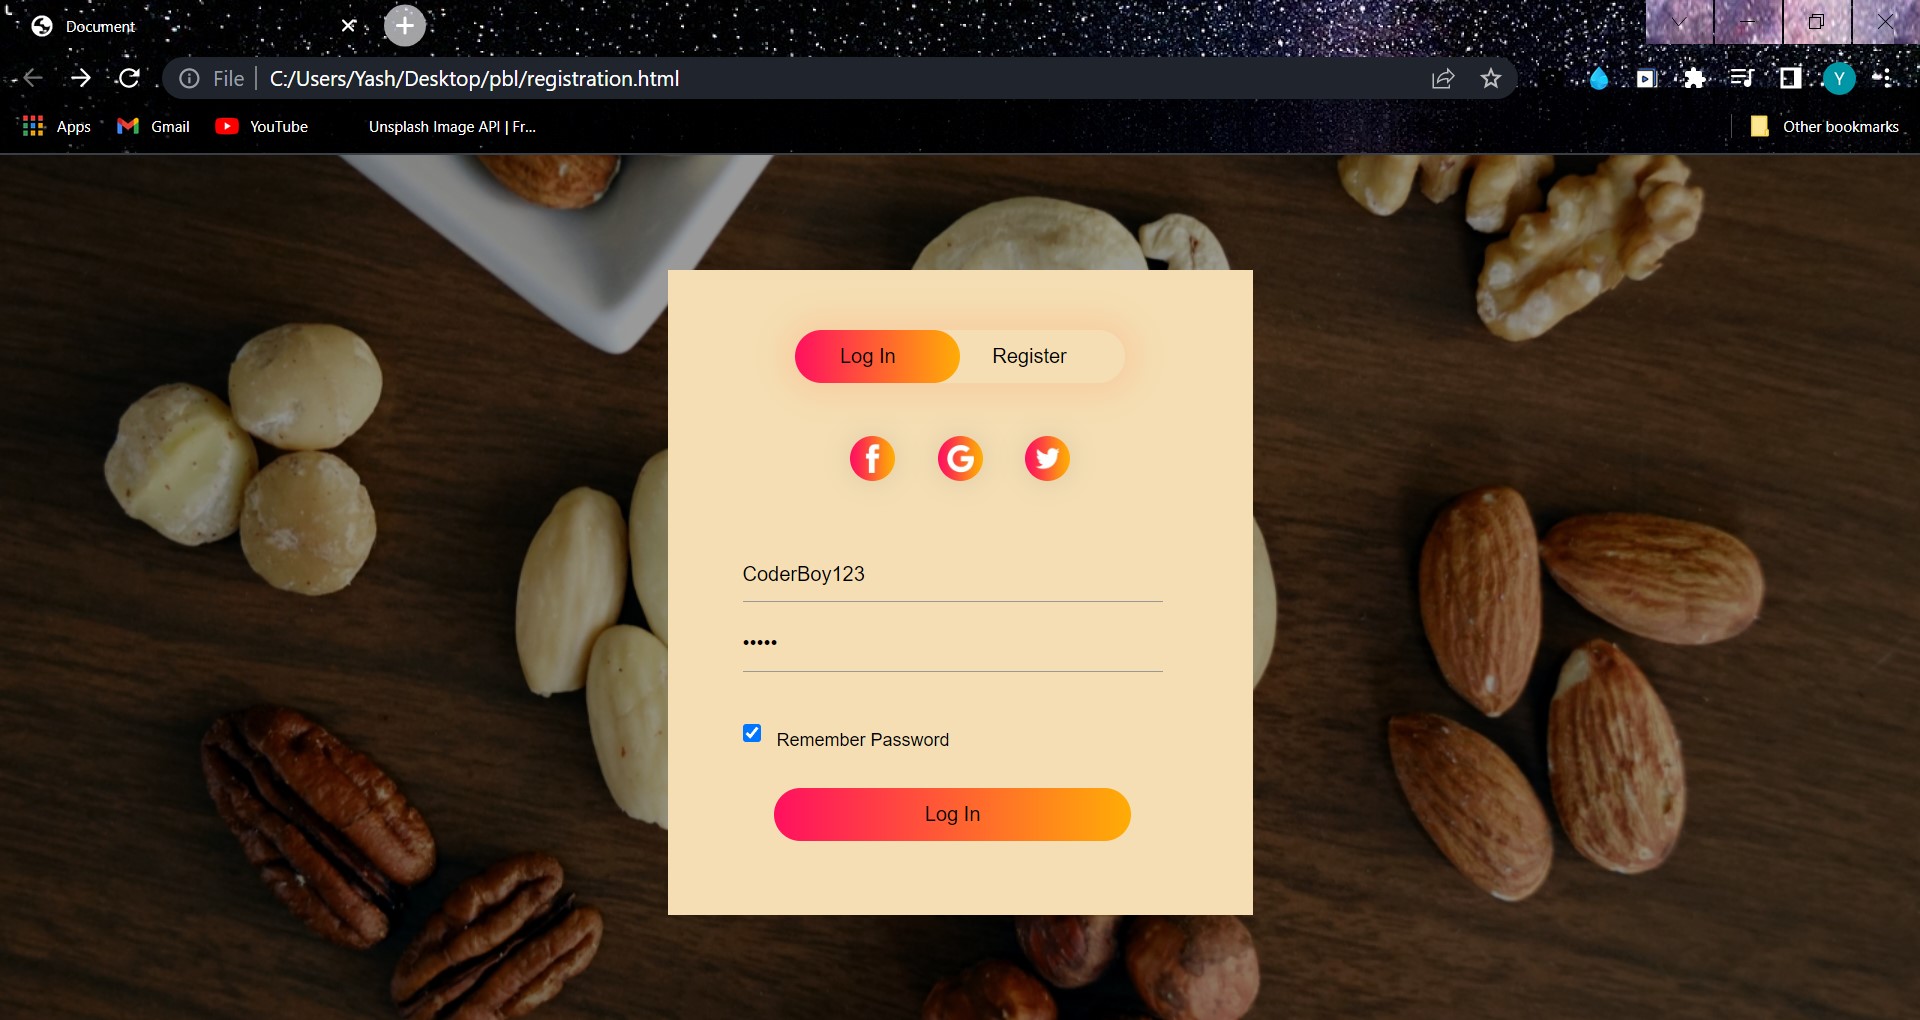 Document
File C:/Users/Yash/Desktop/pbl/registration.html
Y
Apps Gmail YouTube Unsplash Image API | Fr... Other bookmarks
Log In Register
f G
CoderBoy123
•••••
Remember Password
Log In